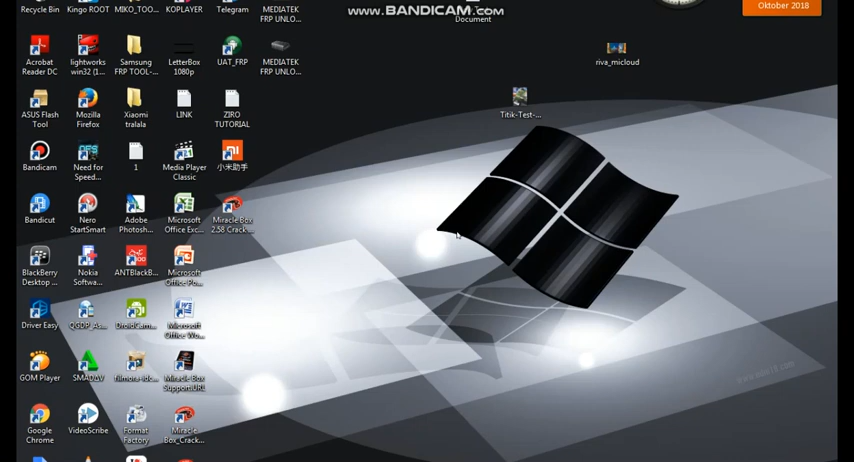 WWW.BANDICAM.COM
Oktober 2018
Recycle Bin
Kingo ROOT
MIKO_TOO...
KOPLAYER
Telegram
MEDIATEK
FRP UNLO...
Document
riva_micloud
Titik-Test-...
Acrobat
Reader DC
lightworks
win32 (1...
Samsung
FRP TOOL-...
LetterBox
1080p
UAT_FRP
MEDIATEK
FRP UNLO...
ASUS Flash
Tool
Mozilla
Firefox
Xiaomi
tralala
LINK
ZIRO
TUTORIAL
Bandicam
Need for
Speed...
1
Media Player
Classic
小米助手
Bandicut
Nero
StartSmart
Adobe
Photosh...
Microsoft
Office Exc...
Miracle Box
2.58 Crack...
BlackBerry
Desktop ...
Nokia
Softwa...
ANTBlackB...
Microsoft
Office Po...
Driver Easy
QGDP_As...
DroidCam...
Microsoft
Office Wo...
GOM Player
SMADAV
filmora-idc...
Miracle Box
SupportURL
Google
Chrome
VideoScribe
Format
Factory
Miracle
Box_Crack...